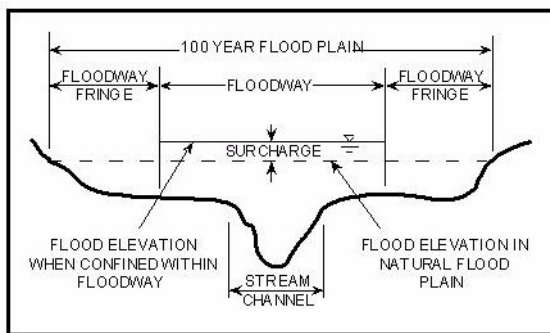 100 YEAR FLOOD PLAIN
FLOODWAY
FRINGE
FLOODWAY
FLOODWAY
FRINGE
SURCHARGE
FLOOD ELEVATION
WHEN CONFINED WITHIN
FLOODWAY
STREAM
CHANNEL
FLOOD ELEVATION IN
NATURAL FLOOD
PLAIN